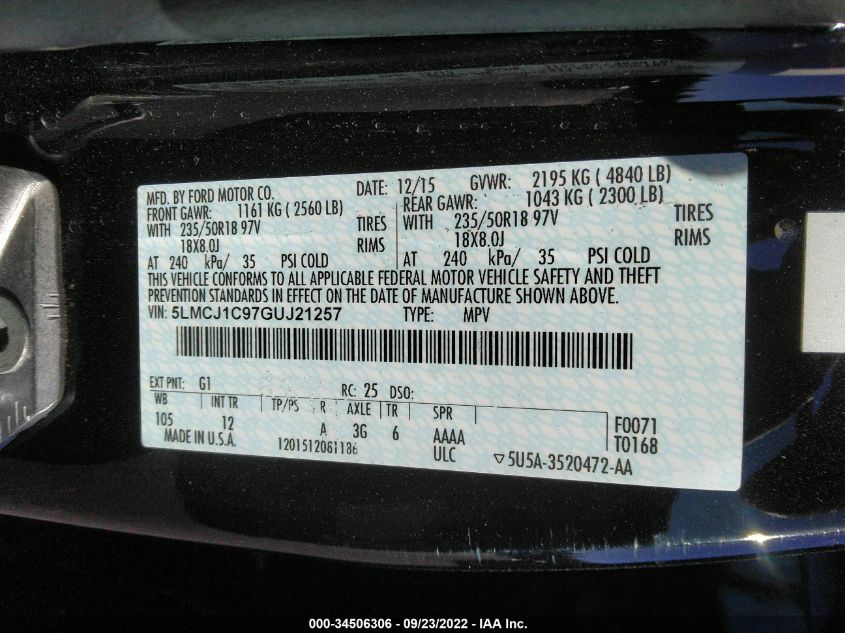 MFD. BY FORD MOTOR CO. DATE: 12/15 GVWR: 2195 KG ( 4840 LB)
FRONT GAWR: 1161 KG ( 2560 LB) REAR GAWR: 1043 KG ( 2300 LB)
WITH 235/50R18 97V TIRES WITH 235/50R18 97V TIRES
18X8.0J RIMS 18X8.0J RIMS
AT 240 kPa/ 35 PSI COLD AT 240 kPa/ 35 PSI COLD
THIS VEHICLE CONFORMS TO ALL APPLICABLE FEDERAL MOTOR VEHICLE SAFETY AND THEFT
PREVENTION STANDARDS IN EFFECT ON THE DATE OF MANUFACTURE SHOWN ABOVE.
VIN: 5LMCJ1C97GUJ21257 TYPE: MPV
EXT PNT: G1 RC: 25 DSO:
WB INT TR TP/PS R AXLE TR SPR F0071
105 12 A 3G 6 AAAA T0168
MADE IN U.S.A. 1201512081186 ULC ▽5U5A-3520472-AA
000-34506306 - 09/23/2022 - IAA Inc.